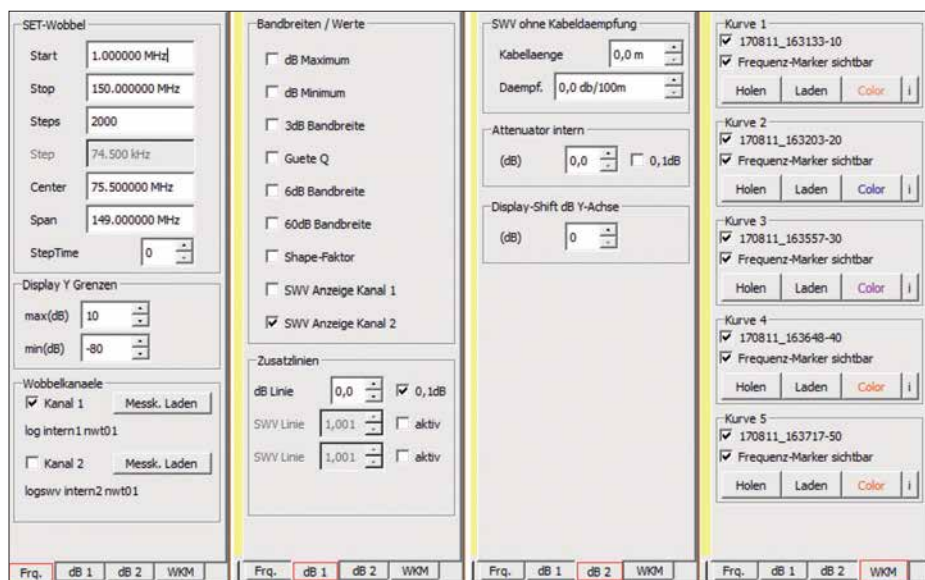 SET-Wobbel
Start 1.000000 MHz
Stop 150.000000 MHz
Steps 2000
Step 74.500 kHz
Center 75.500000 MHz
Span 149.000000 MHz
StepTime 0
Display Y Grenzen
max(dB) 10
min(dB) -80
Wobbelkanaele
Kanal 1 Messk. Laden
log intern1 nwt01
Kanal 2 Messk. Laden
logswv intern2 nwt01
Frq. dB 1 dB 2 WKM
Bandbreiten / Werte
dB Maximum
dB Minimum
3dB Bandbreite
Guete Q
6dB Bandbreite
60dB Bandbreite
Shape-Faktor
SWV Anzeige Kanal 1
SWV Anzeige Kanal 2
Zusatzlinien
dB Linie 0,0 0,1dB
SWV Linie 1,001 aktiv
SWV Linie 1,001 aktiv
Frq. dB 1 dB 2 WKM
SWV ohne Kabeldaempfung
Kabellaenge 0,0 m
Daempf. 0,0 db/100m
Attenuator intern
(dB) 0,0 0,1dB
Display-Shift dB Y-Achse
(dB) 0
Frq. dB 1 dB 2 WKM
Kurve 1
170811_163133-10
Frequenz-Marker sichtbar
Holen Laden Color i
Kurve 2
170811_163203-20
Frequenz-Marker sichtbar
Holen Laden Color i
Kurve 3
170811_163557-30
Frequenz-Marker sichtbar
Holen Laden Color i
Kurve 4
170811_163648-40
Frequenz-Marker sichtbar
Holen Laden Color i
Kurve 5
170811_163717-50
Frequenz-Marker sichtbar
Holen Laden Color i
Frq. dB 1 dB 2 WKM